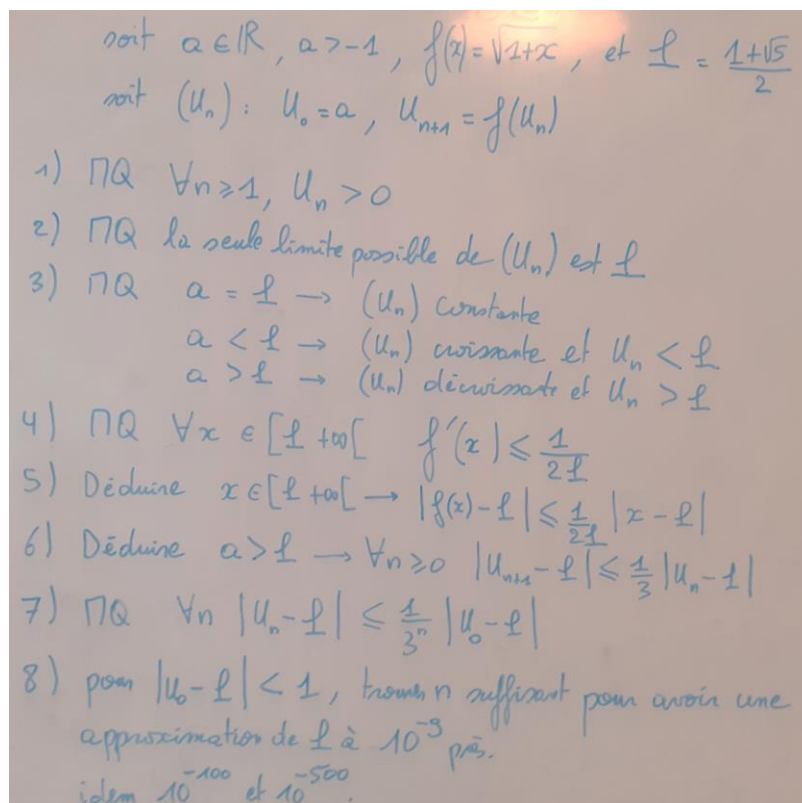 soit a ∈ ℝ, a > -1, f(x) = √(1+x), et ℓ = (1+√5)/2
soit (Uₙ) : U₀ = a, Uₙ₊₁ = f(Uₙ)
1) ΠQ ∀n ≥ 1, Uₙ > 0
2) ΠQ la seule limite possible de (Uₙ) est ℓ
3) ΠQ a = ℓ → (Uₙ) constante
a < ℓ → (Uₙ) croissante et Uₙ < ℓ
a > ℓ → (Uₙ) décroissante et Uₙ > ℓ
4) ΠQ ∀x ∈ [ℓ +∞[ f'(x) ≤ 1/(2ℓ)
5) Déduire x ∈ [ℓ +∞[ → |f(x) - ℓ| ≤ 1/(2ℓ) |x - ℓ|
6) Déduire a > ℓ → ∀n ≥ 0 |Uₙ₊₁ - ℓ| ≤ 1/3 |Uₙ - ℓ|
7) ΠQ ∀n |Uₙ - ℓ| ≤ 1/3ⁿ |U₀ - ℓ|
8) pour |U₀ - ℓ| < 1, trouver n suffisant pour avoir une
approximation de ℓ à 10⁻⁹ près.
idem 10⁻¹⁰⁰ et 10⁻⁵⁰⁰.